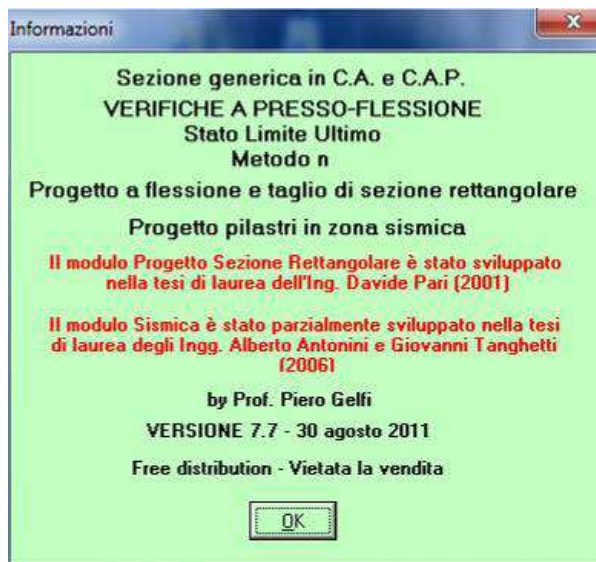 Informazioni
Sezione generica in C.A. e C.A.P.
VERIFICHE A PRESSO-FLESSIONE
Stato Limite Ultimo
Metodo n
Progetto a flessione e taglio di sezione rettangolare
Progetto pilastri in zona sismica
Il modulo Progetto Sezione Rettangolare è stato sviluppato
nella tesi di laurea dell'Ing. Davide Pari (2001)
Il modulo Sismica è stato parzialmente sviluppato nella tesi
di laurea degli Ingg. Alberto Antonini e Giovanni Tanghetti
(2006)
by Prof. Piero Gelfi
VERSIONE 7.7 - 30 agosto 2011
Free distribution - Vietata la vendita
OK